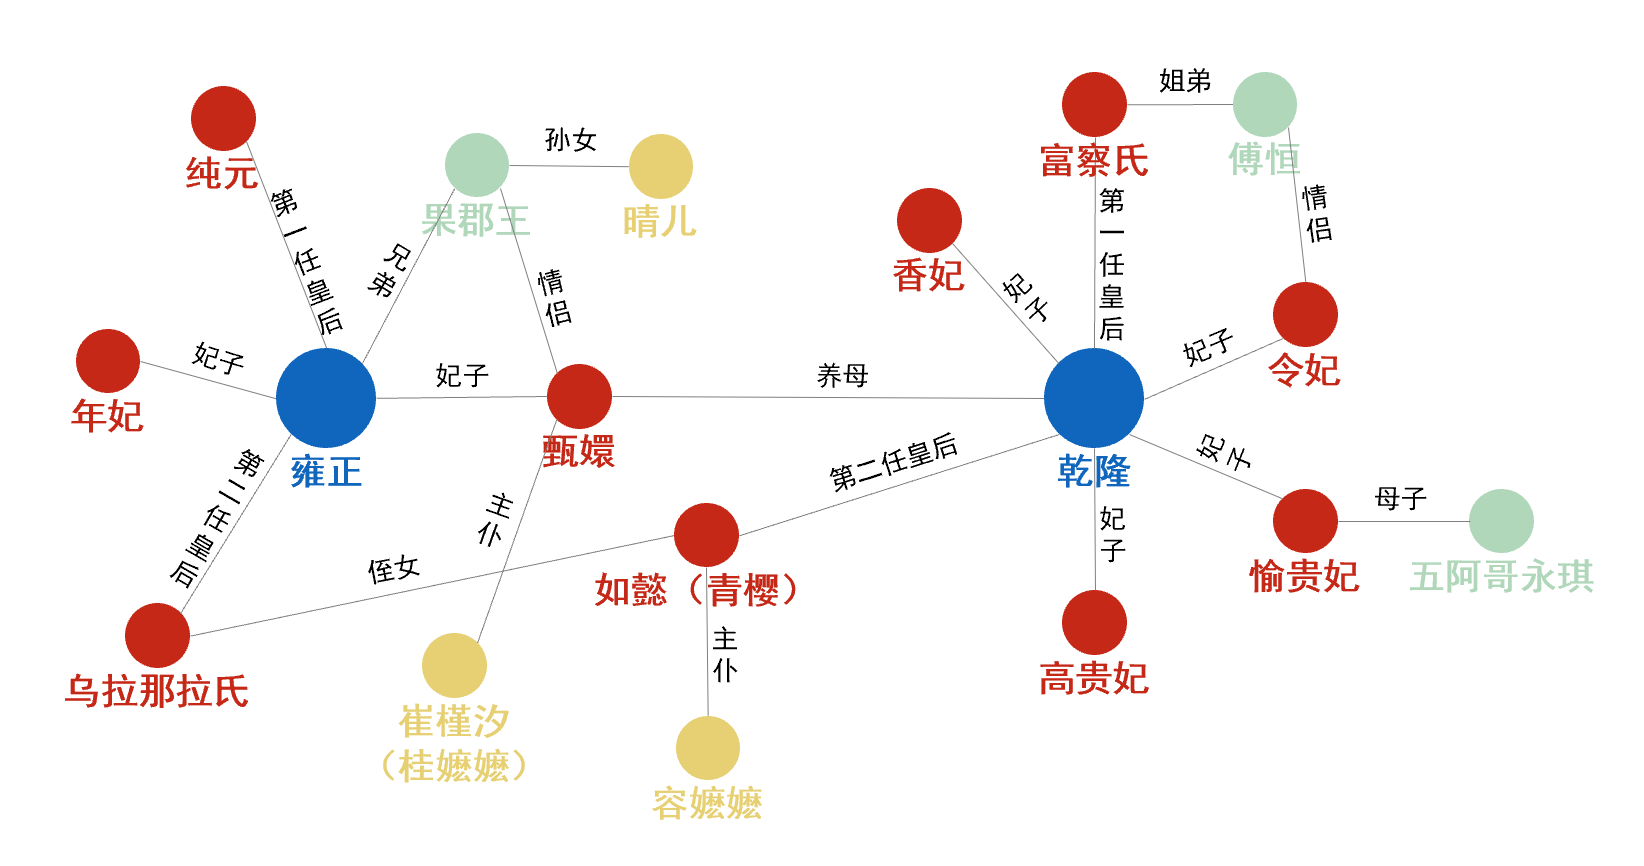 姐弟
孙女
富察氏
傅恒
纯元
果郡王
晴儿
第一任皇后
兄弟
情侣
香妃
妃子
第一任皇后
情侣
妃子
年妃
妃子
养母
妃子
令妃
雍正
甄嬛
乾隆
第二任皇后
第二任皇后
妃子
母子
主仆
妃子
侄女
如懿（青樱）
愉贵妃
五阿哥永琪
乌拉那拉氏
主仆
高贵妃
崔槿汐
（桂嬷嬷）
容嬷嬷